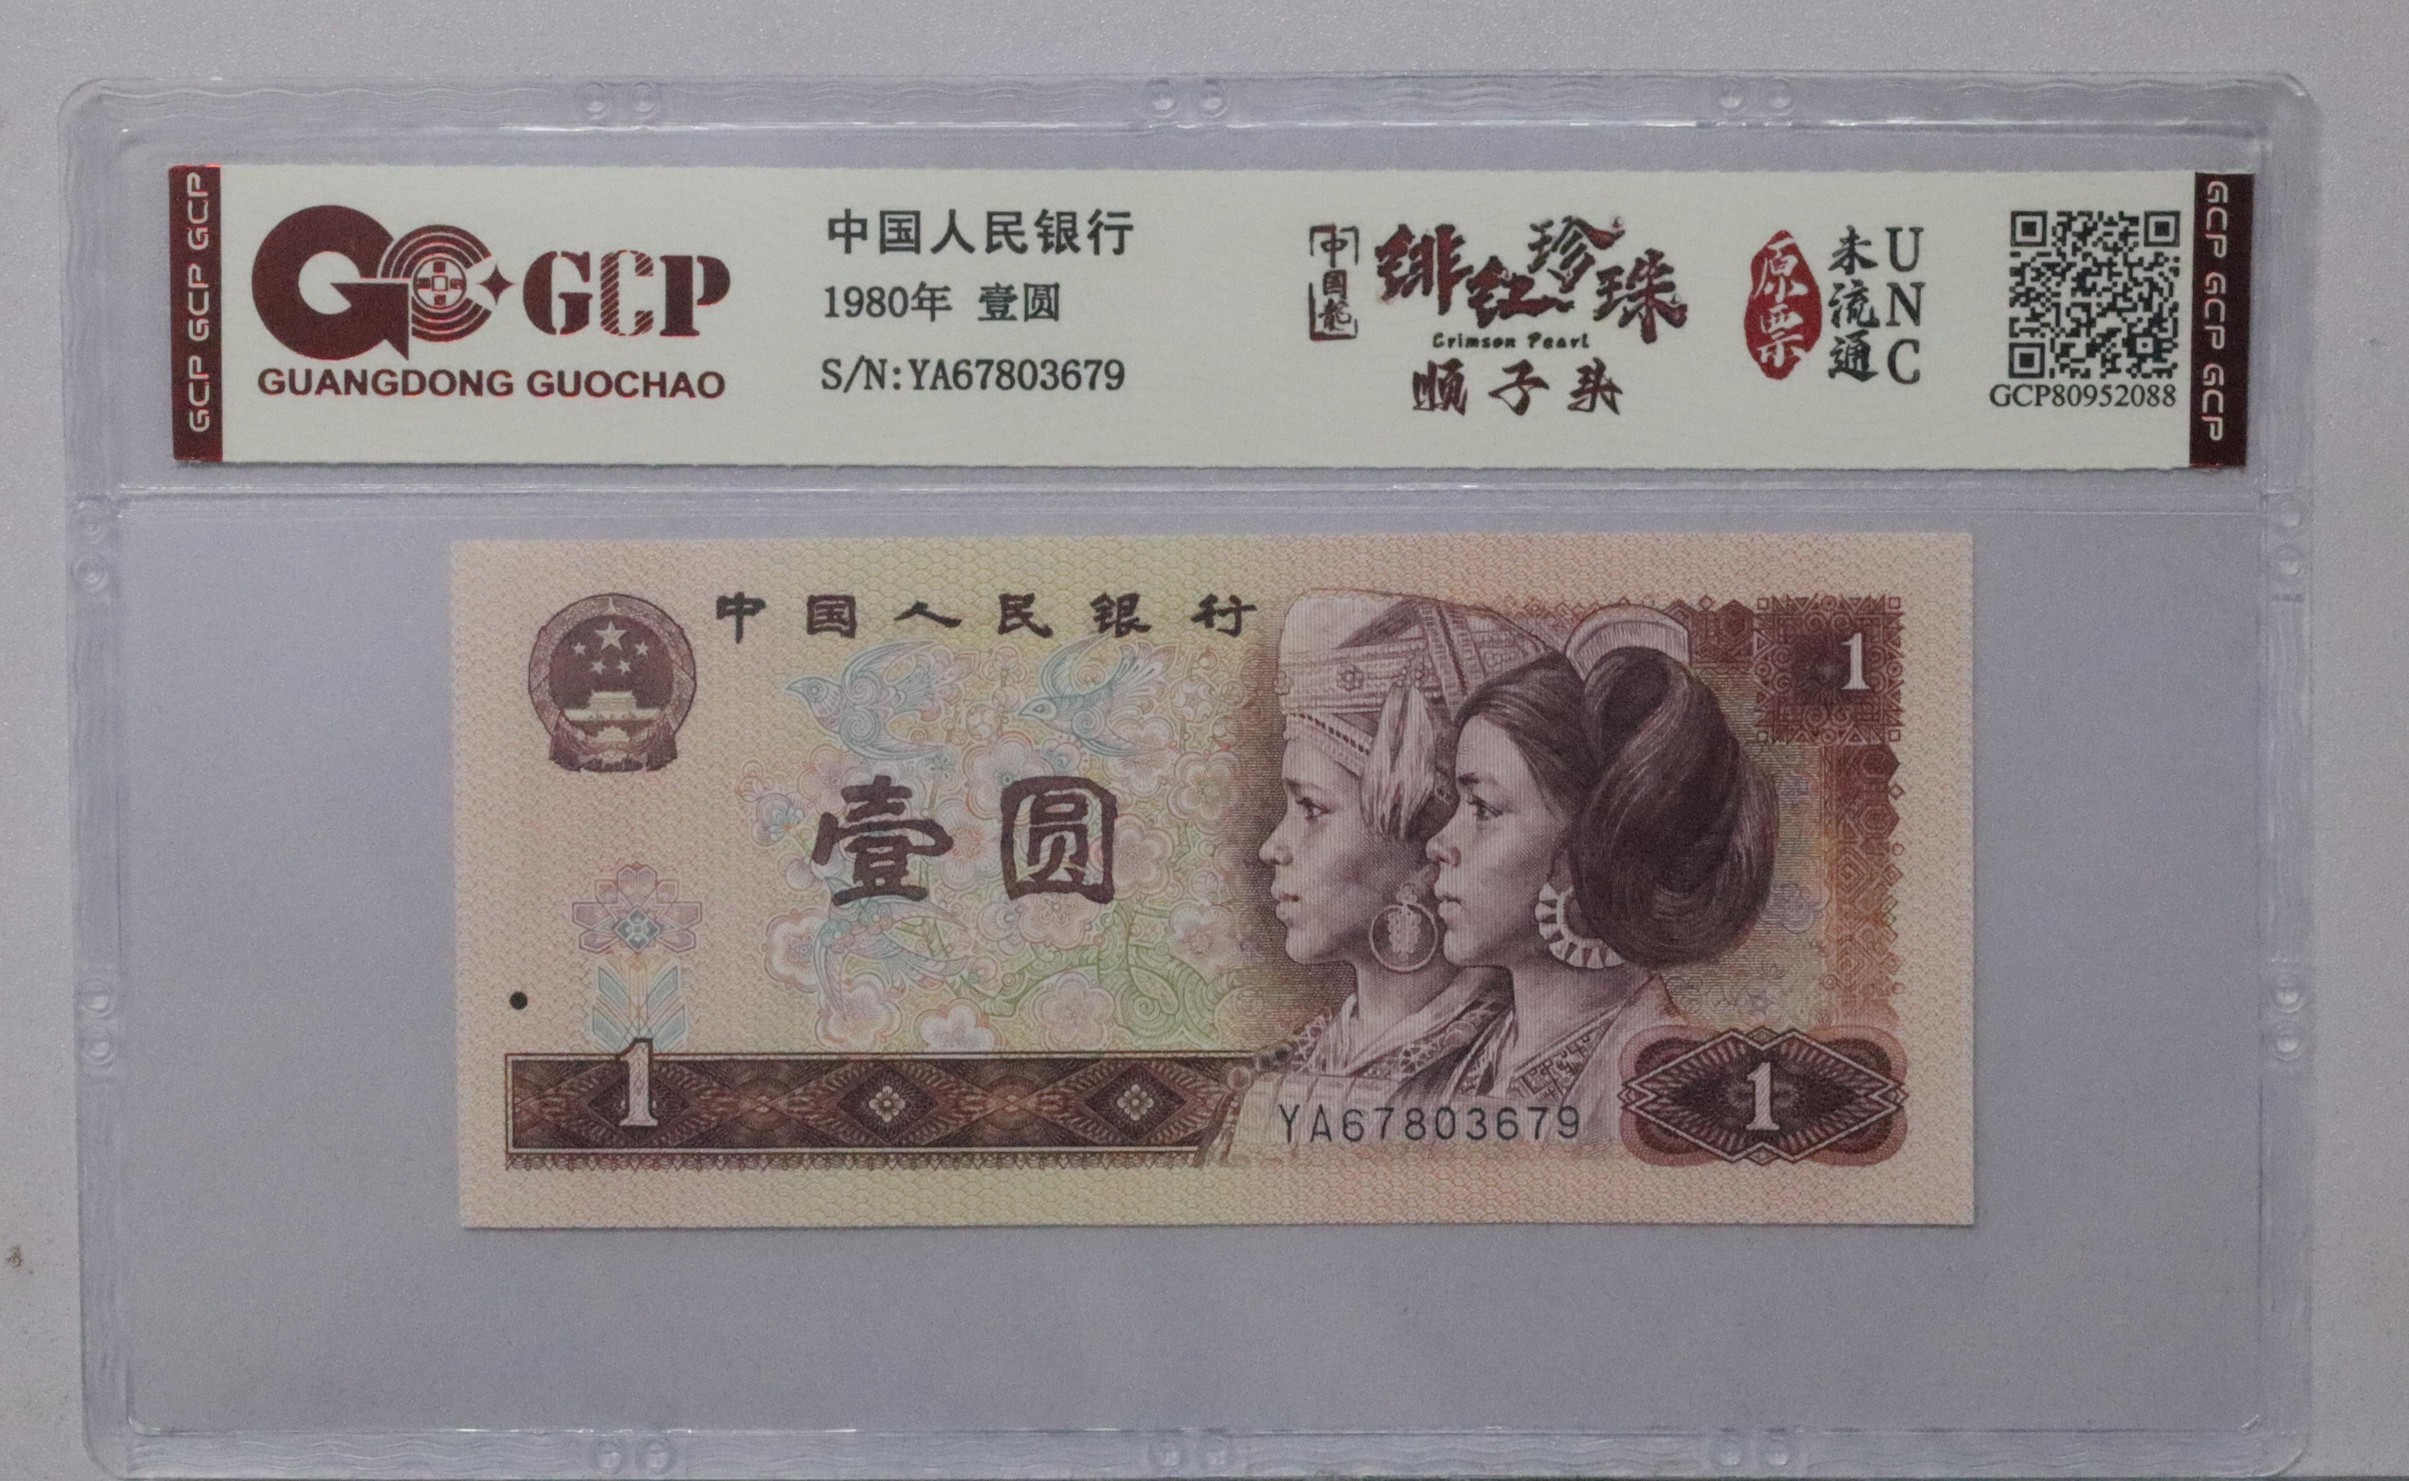 GCP GCP GCP
GCP
GUANGDONG GUOCHAO
中国人民银行
1980年 壹圆
S/N:YA67803679
中国龍
绯红珍珠
Crimson Pearl
顺子头
原票
未流通
UNC
GCP80952088
GCP GCP GCP
中国人民银行
1
壹圆
1
YA67803679
1